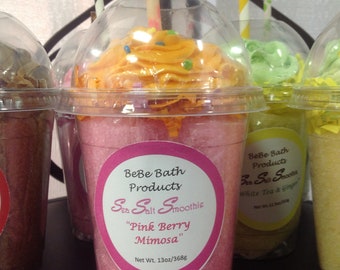 BeBe Bath
Products
Sea Salt Smoothie
"Pink Berry
Mimosa"
Net Wt. 13oz/368g
BeBe Bath
Products
Sea Salt Smoothie
White Tea & Ginger